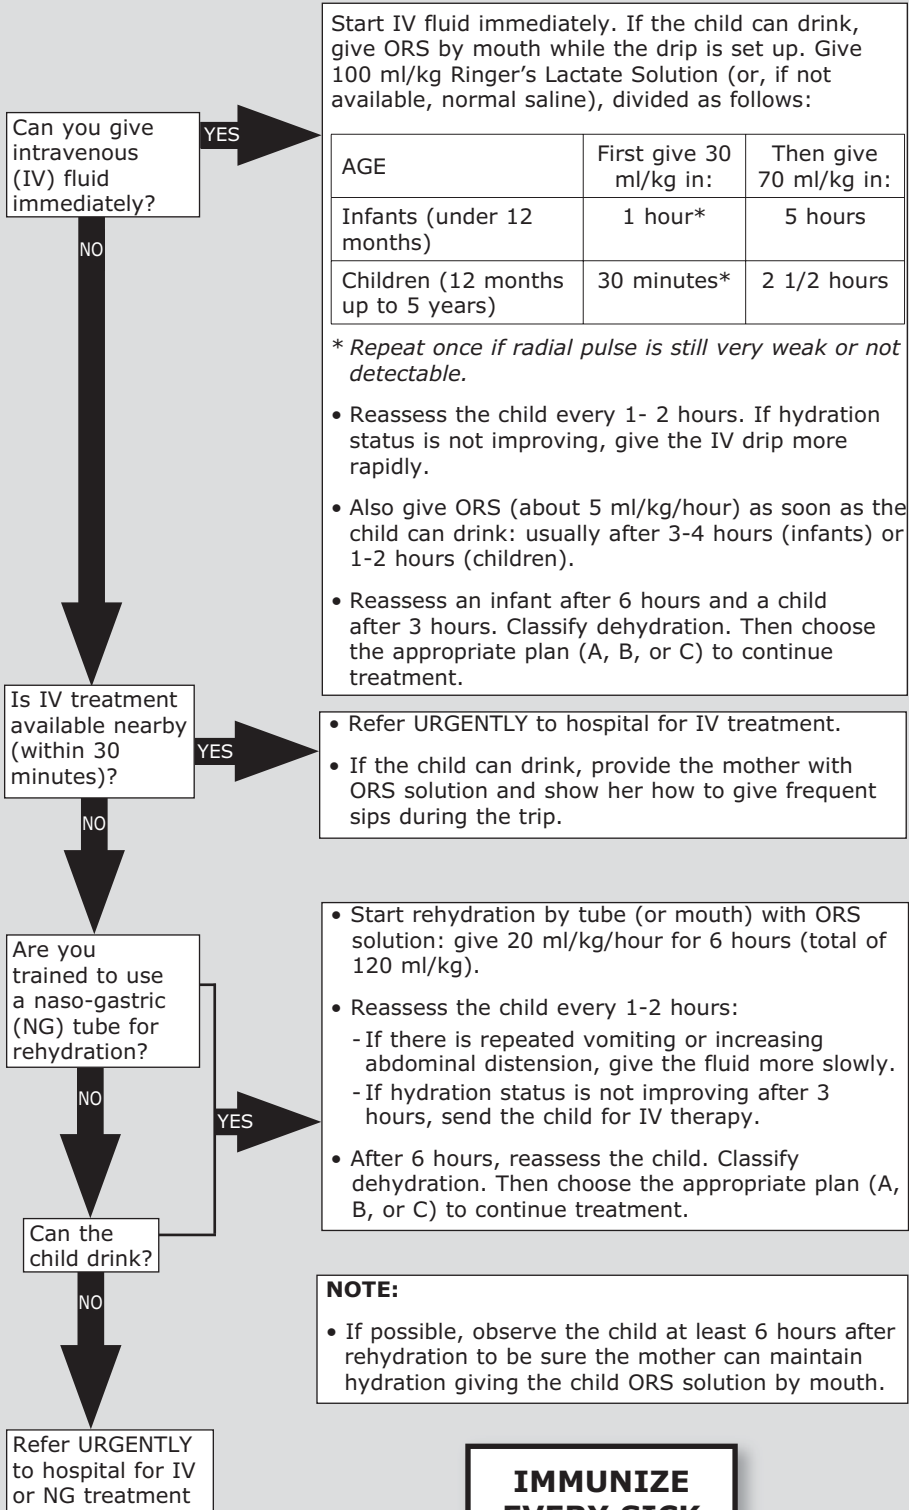 Start IV fluid immediately. If the child can drink,
give ORS by mouth while the drip is set up. Give
100 ml/kg Ringer's Lactate Solution (or, if not
available, normal saline), divided as follows:
Can you give
intravenous
(IV) fluid
immediately?
YES
AGE
First give 30
ml/kg in:
Then give
70 ml/kg in:
Infants (under 12
months)
1 hour*
5 hours
Children (12 months
up to 5 years)
30 minutes*
2 1/2 hours
NO
* Repeat once if radial pulse is still very weak or not
detectable.
• Reassess the child every 1- 2 hours. If hydration
status is not improving, give the IV drip more
rapidly.
• Also give ORS (about 5 ml/kg/hour) as soon as the
child can drink: usually after 3-4 hours (infants) or
1-2 hours (children).
• Reassess an infant after 6 hours and a child
after 3 hours. Classify dehydration. Then choose
the appropriate plan (A, B, or C) to continue
treatment.
Is IV treatment
available nearby
(within 30
minutes)?
YES
• Refer URGENTLY to hospital for IV treatment.
• If the child can drink, provide the mother with
ORS solution and show her how to give frequent
sips during the trip.
NO
Are you
trained to use
a naso-gastric
(NG) tube for
rehydration?
• Start rehydration by tube (or mouth) with ORS
solution: give 20 ml/kg/hour for 6 hours (total of
120 ml/kg).
• Reassess the child every 1-2 hours:
- If there is repeated vomiting or increasing
abdominal distension, give the fluid more slowly.
- If hydration status is not improving after 3
hours, send the child for IV therapy.
• After 6 hours, reassess the child. Classify
dehydration. Then choose the appropriate plan (A,
B, or C) to continue treatment.
NO
YES
Can the
child drink?
NO
NOTE:
• If possible, observe the child at least 6 hours after
rehydration to be sure the mother can maintain
hydration giving the child ORS solution by mouth.
Refer URGENTLY
to hospital for IV
or NG treatment
IMMUNIZE
EVERY SICK